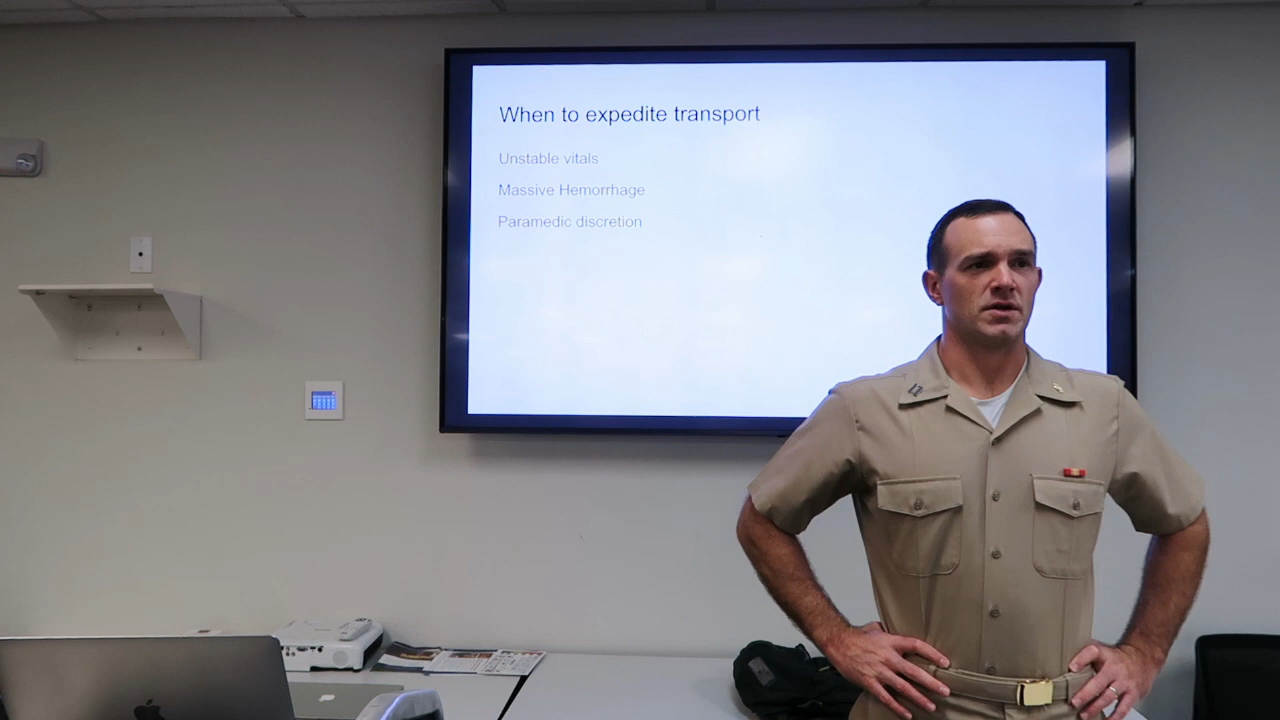 When to expedite transport
Unstable vitals
Massive Hemorrhage
Paramedic discretion